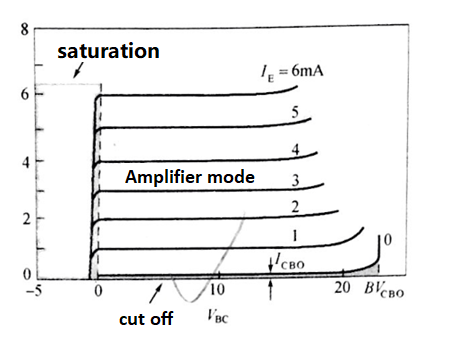 8
saturation
I_E = 6mA
6
5
4
4
Amplifier mode
3
2
2
1
0
I_CBO
0
-5
0
10
20
BV_CBO
cut off
V_BC